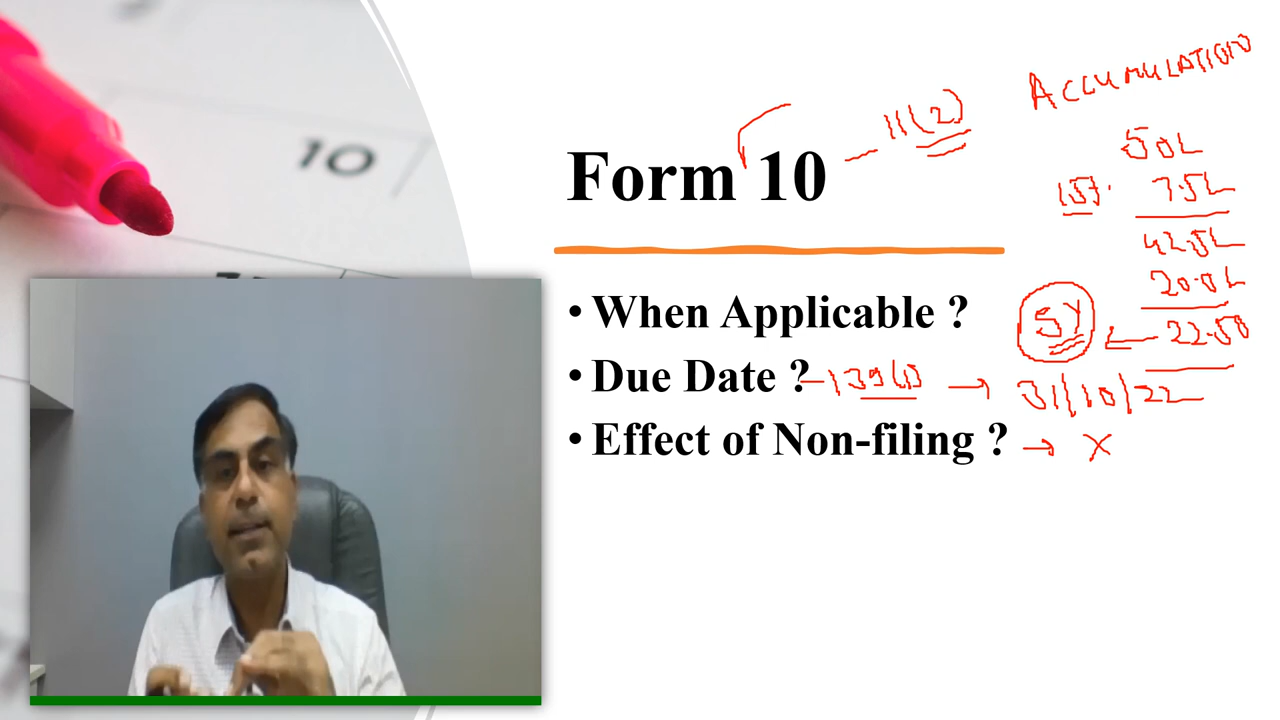 10
Form 10 – 11(2)
ACCUMULATION
50L
15%. 7.5L
42.5L
20.0L
5Y ← 22.50
• When Applicable ?
• Due Date ? – 139(1) → 31/10/22
• Effect of Non-filing ? → X